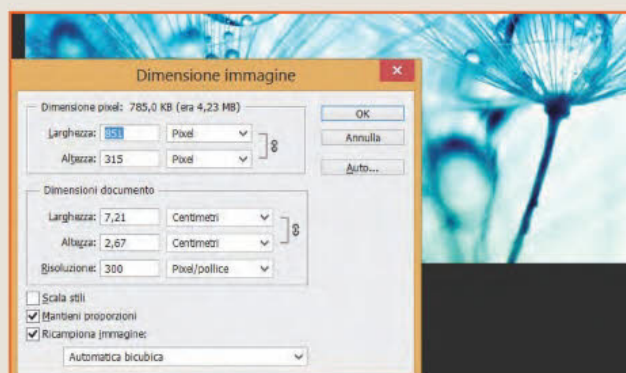 Dimensione immagine
Dimensione pixel: 785,0 KB (era 4,23 MB)
Larghezza: 851 Pixel
Altezza: 315 Pixel
Dimensioni documento
Larghezza: 7,21 Centimetri
Altezza: 2,67 Centimetri
Risoluzione: 300 Pixel/pollice
Scala stili
Mantieni proporzioni
Ricampiona immagine:
Automatica bicubica
OK
Annulla
Auto...